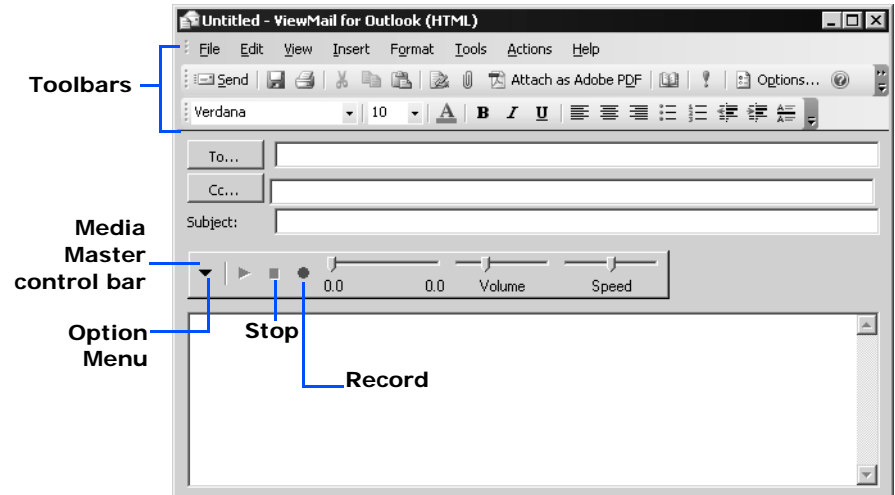 Untitled - ViewMail for Outlook (HTML)
File Edit View Insert Format Tools Actions Help
Toolbars
Send Attach as Adobe PDF Options...
Verdana 10 A B I U
To...
Cc...
Subject:
Media
Master
control bar
0.0 0.0 Volume Speed
Option
Menu
Stop
Record